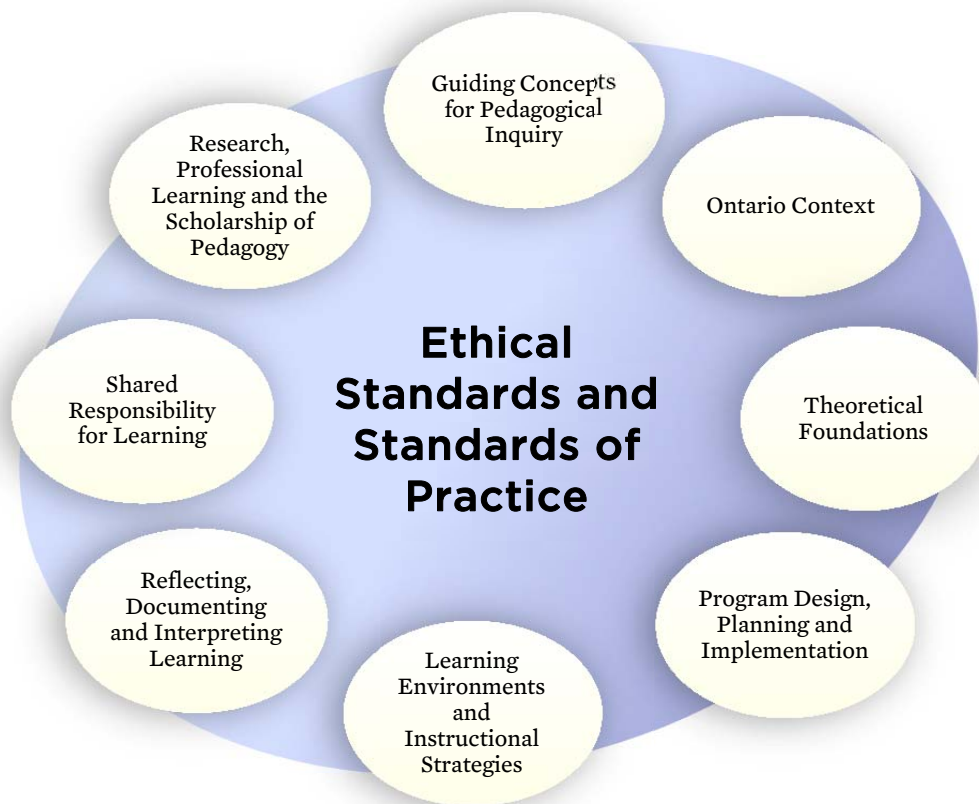 Guiding Concepts
for Pedagogical
Inquiry
Ontario Context
Theoretical
Foundations
Program Design,
Planning and
Implementation
Learning
Environments
and
Instructional
Strategies
Reflecting,
Documenting
and Interpreting
Learning
Shared
Responsibility
for Learning
Research,
Professional
Learning and the
Scholarship of
Pedagogy
Ethical
Standards and
Standards of
Practice